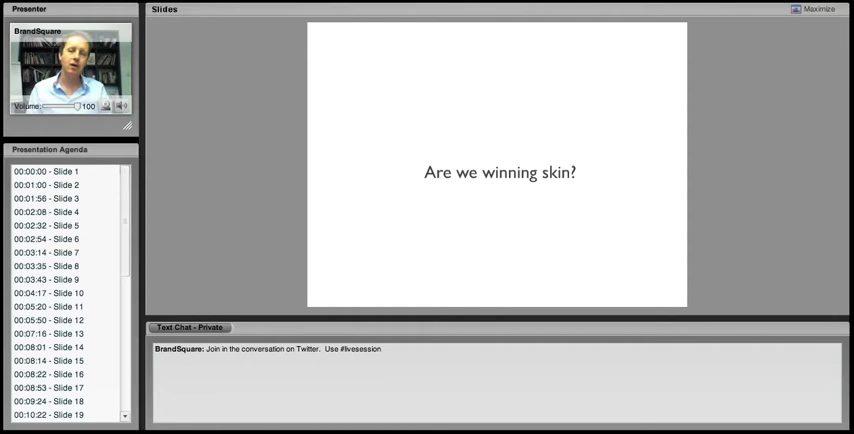 Presenter
BrandSquare
Volume: 100
Presentation Agenda
00:00:00 - Slide 1
00:01:00 - Slide 2
00:01:56 - Slide 3
00:02:08 - Slide 4
00:02:32 - Slide 5
00:02:54 - Slide 6
00:03:14 - Slide 7
00:03:35 - Slide 8
00:03:43 - Slide 9
00:04:17 - Slide 10
00:05:20 - Slide 11
00:05:50 - Slide 12
00:07:16 - Slide 13
00:08:01 - Slide 14
00:08:14 - Slide 15
00:08:22 - Slide 16
00:08:53 - Slide 17
00:09:24 - Slide 18
00:10:22 - Slide 19
Slides
Maximize
Are we winning skin?
Text Chat - Private
BrandSquare: Join in the conversation on Twitter. Use #livesession